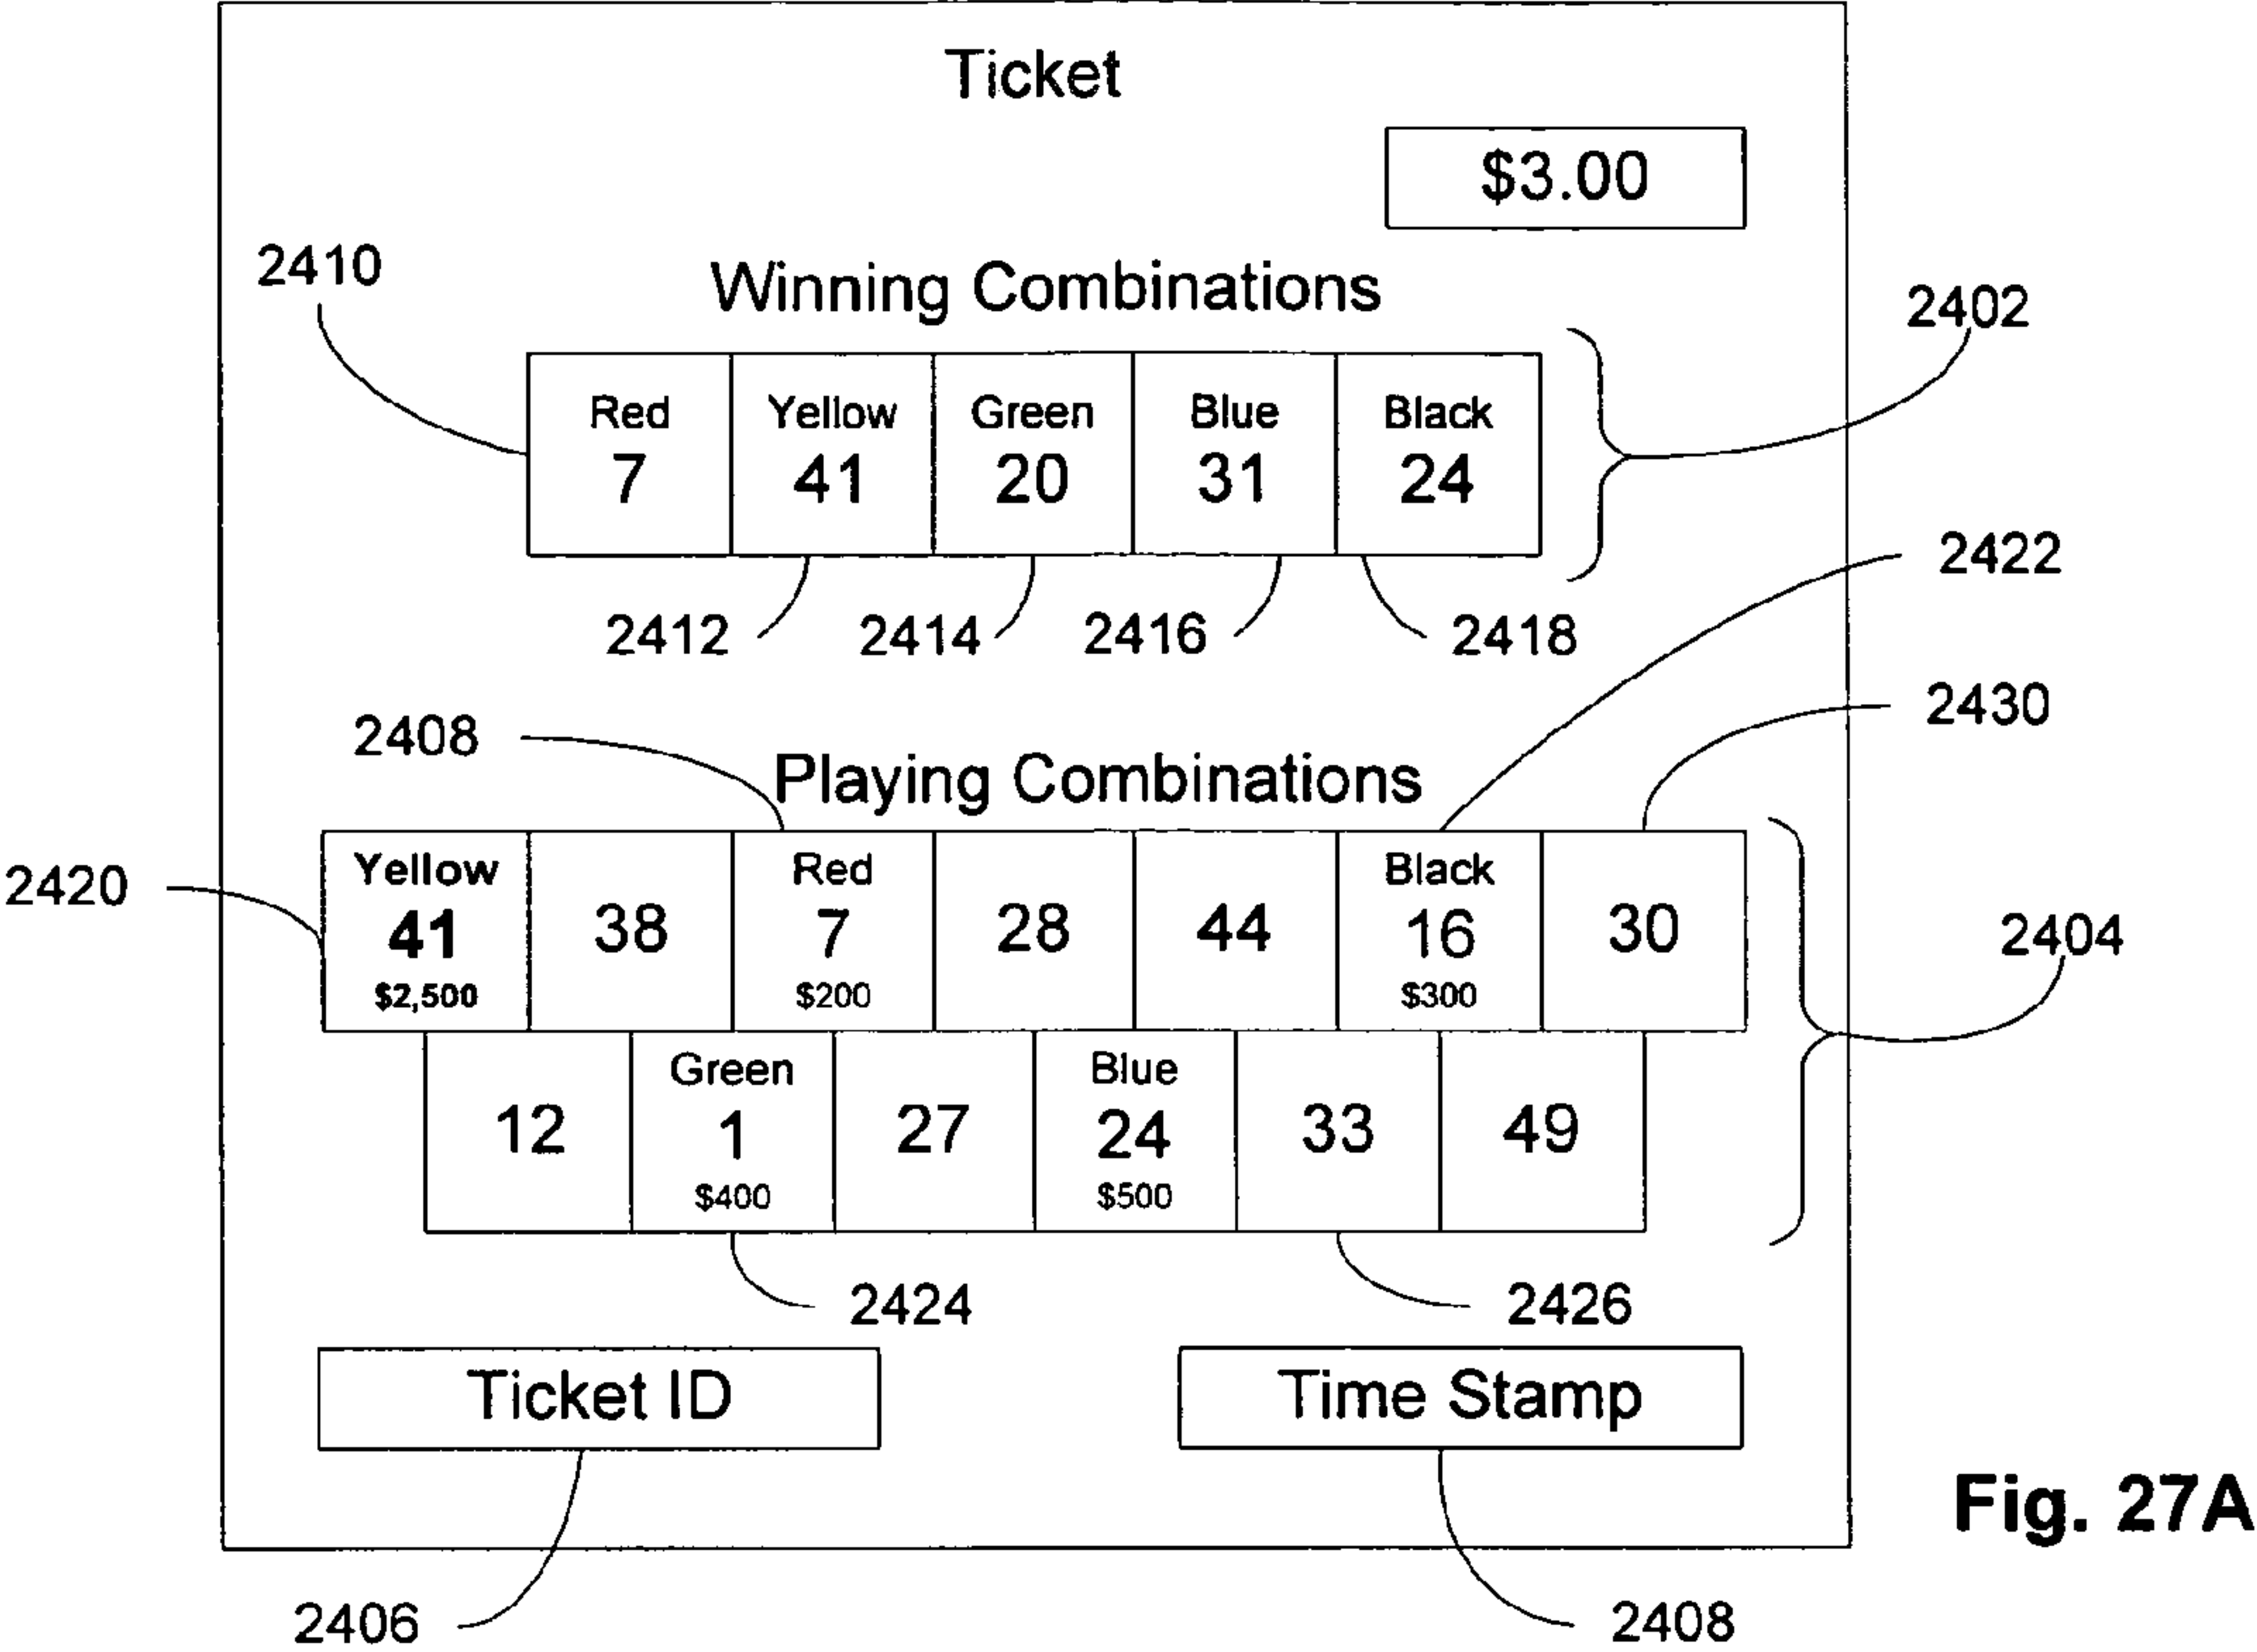 Ticket
$3.00
2410
Winning Combinations
2402
Red Yellow Green Blue Black
7 41 20 31 24
2422
2412 2414 2416 2418
2430
2408
Playing Combinations
Yellow Red Black
2420
41 38 7 28 44 16 30
2404
$2,500 $200 $300
Green Blue
12 1 27 24 33 49
$400 $500
2424 2426
Ticket ID Time Stamp
Fig. 27A
2406 2408